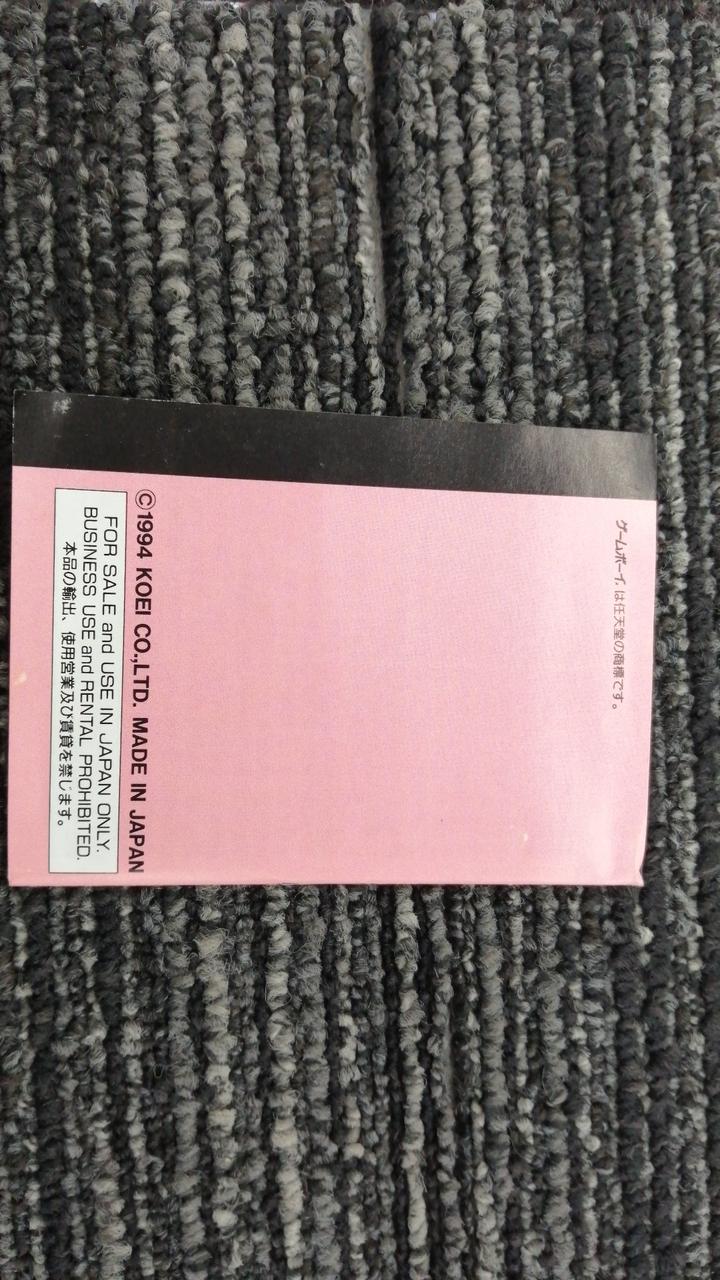 ゲームボーイは任天堂の商標です。
©1994 KOEI CO.,LTD. MADE IN JAPAN
FOR SALE and USE IN JAPAN ONLY.
BUSINESS USE and RENTAL PROHIBITED.
本品の輸出、使用営業及び賃貸を禁じます。